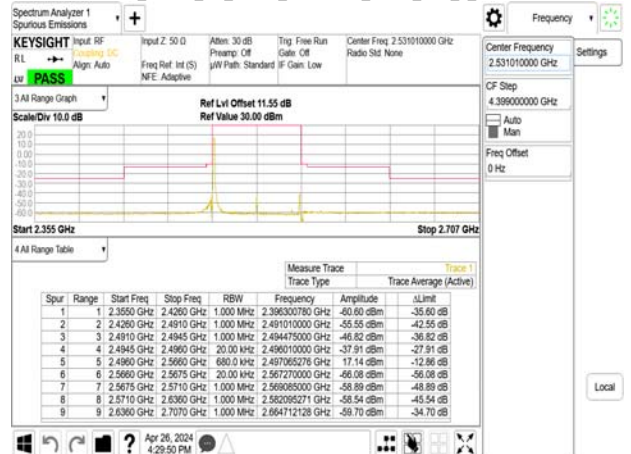 Spectrum Analyzer 1
Spurious Emissions
Frequency
KEYSIGHT Input: RF Input Z: 50 Ω Atten: 30 dB Trig: Free Run Center Freq: 2.531010000 GHz
RL Coupling: DC Preamp: Off Gate: Off Radio Std: None
Align: Auto Freq Ref: Int (S) µW Path: Standard IF Gain: Low
PASS NFE: Adaptive
Center Frequency
2.531010000 GHz
Settings
CF Step
4.399000000 GHz
Auto
Man
Freq Offset
0 Hz
3 All Range Graph
Ref Lvl Offset 11.55 dB
Scale/Div 10.0 dB Ref Value 30.00 dBm
20.0
10.0
0.00
-10.0
-20.0
-30.0
-40.0
-50.0
-60.0
Start 2.355 GHz Stop 2.707 GHz
4 All Range Table
Measure Trace Trace 1
Trace Type Trace Average (Active)
Spur Range Start Freq Stop Freq RBW Frequency Amplitude ΔLimit
1 1 2.3550 GHz 2.4260 GHz 1.000 MHz 2.396300780 GHz -60.60 dBm -35.60 dB
2 2 2.4260 GHz 2.4910 GHz 1.000 MHz 2.491010000 GHz -55.55 dBm -42.55 dB
3 3 2.4910 GHz 2.4945 GHz 1.000 MHz 2.494475000 GHz -46.82 dBm -36.82 dB
4 4 2.4945 GHz 2.4960 GHz 20.00 kHz 2.496010000 GHz -37.91 dBm -27.91 dB
5 5 2.4960 GHz 2.5660 GHz 680.0 kHz 2.497065276 GHz 17.14 dBm -12.86 dB
6 6 2.5660 GHz 2.5675 GHz 20.00 kHz 2.567270000 GHz -66.08 dBm -56.08 dB
7 7 2.5675 GHz 2.5710 GHz 1.000 MHz 2.569085000 GHz -58.89 dBm -48.89 dB
8 8 2.5710 GHz 2.6360 GHz 1.000 MHz 2.582095271 GHz -58.54 dBm -45.54 dB
9 9 2.6360 GHz 2.7070 GHz 1.000 MHz 2.664712128 GHz -59.70 dBm -34.70 dB
Local
Apr 26, 2024
4:29:50 PM